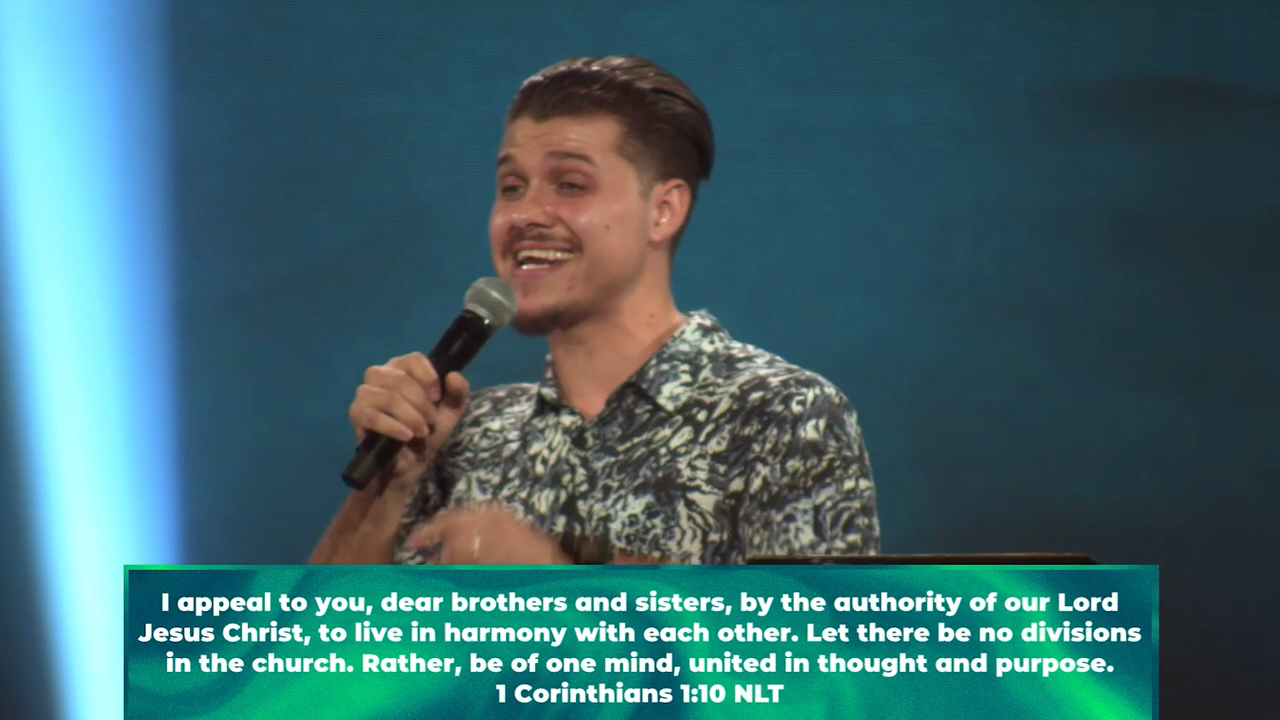 I appeal to you, dear brothers and sisters, by the authority of our Lord
Jesus Christ, to live in harmony with each other. Let there be no divisions
in the church. Rather, be of one mind, united in thought and purpose.
1 Corinthians 1:10 NLT